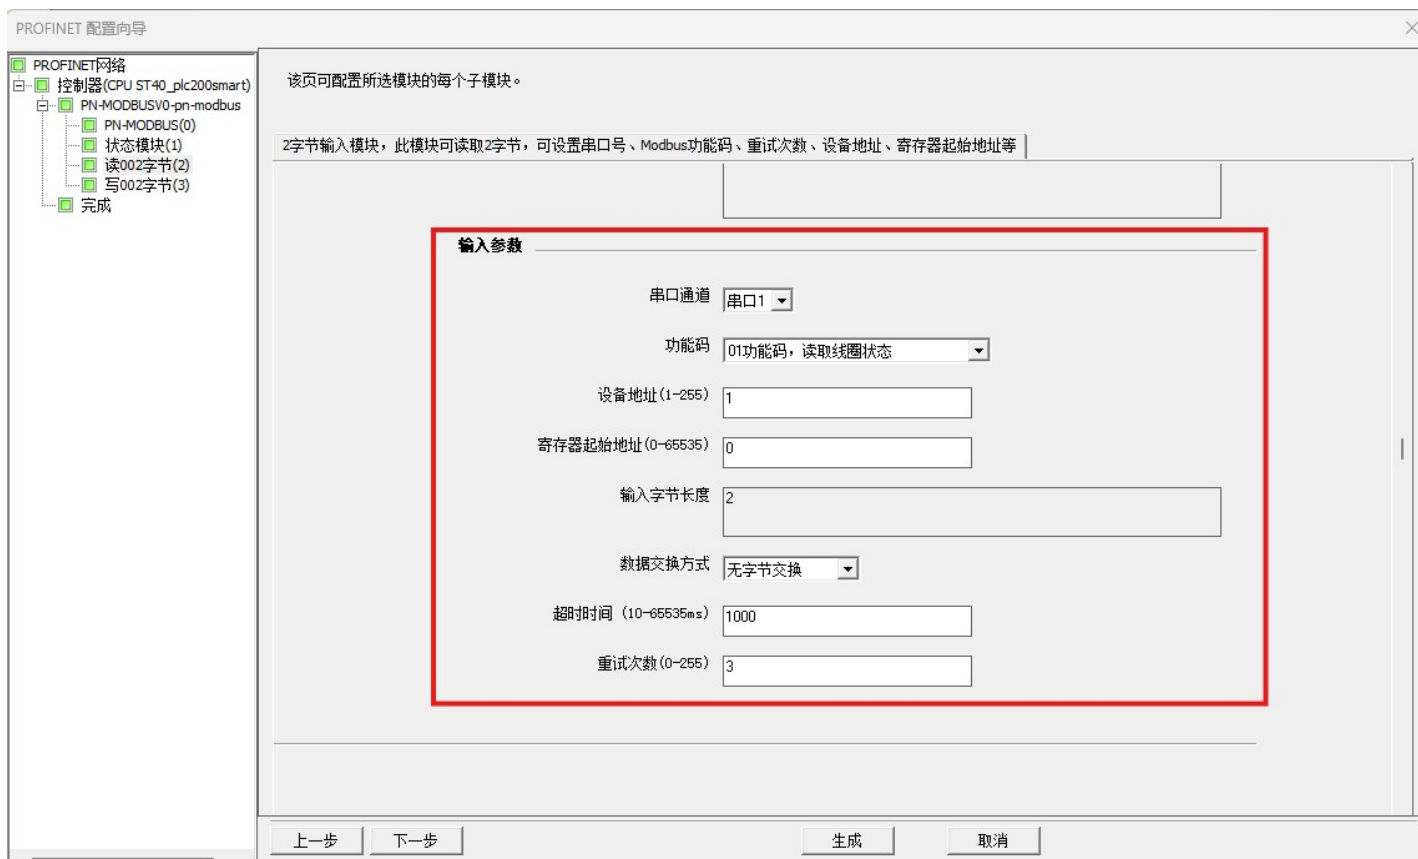 PROFINET 配置向导
PROFINET网络
控制器(CPU ST40_plc200smart)
PN-MODBUSV0-pn-modbus
PN-MODBUS(0)
状态模块(1)
读002字节(2)
写002字节(3)
完成
该页可配置所选模块的每个子模块。
2字节输入模块，此模块可读取2字节，可设置串口号、Modbus功能码、重试次数、设备地址、寄存器起始地址等
输入参数
串口通道 串口1
功能码 01功能码，读取线圈状态
设备地址(1-255) 1
寄存器起始地址(0-65535) 0
输入字节长度 2
数据交换方式 无字节交换
超时时间 (10-65535ms) 1000
重试次数(0-255) 3
上一步 下一步 生成 取消